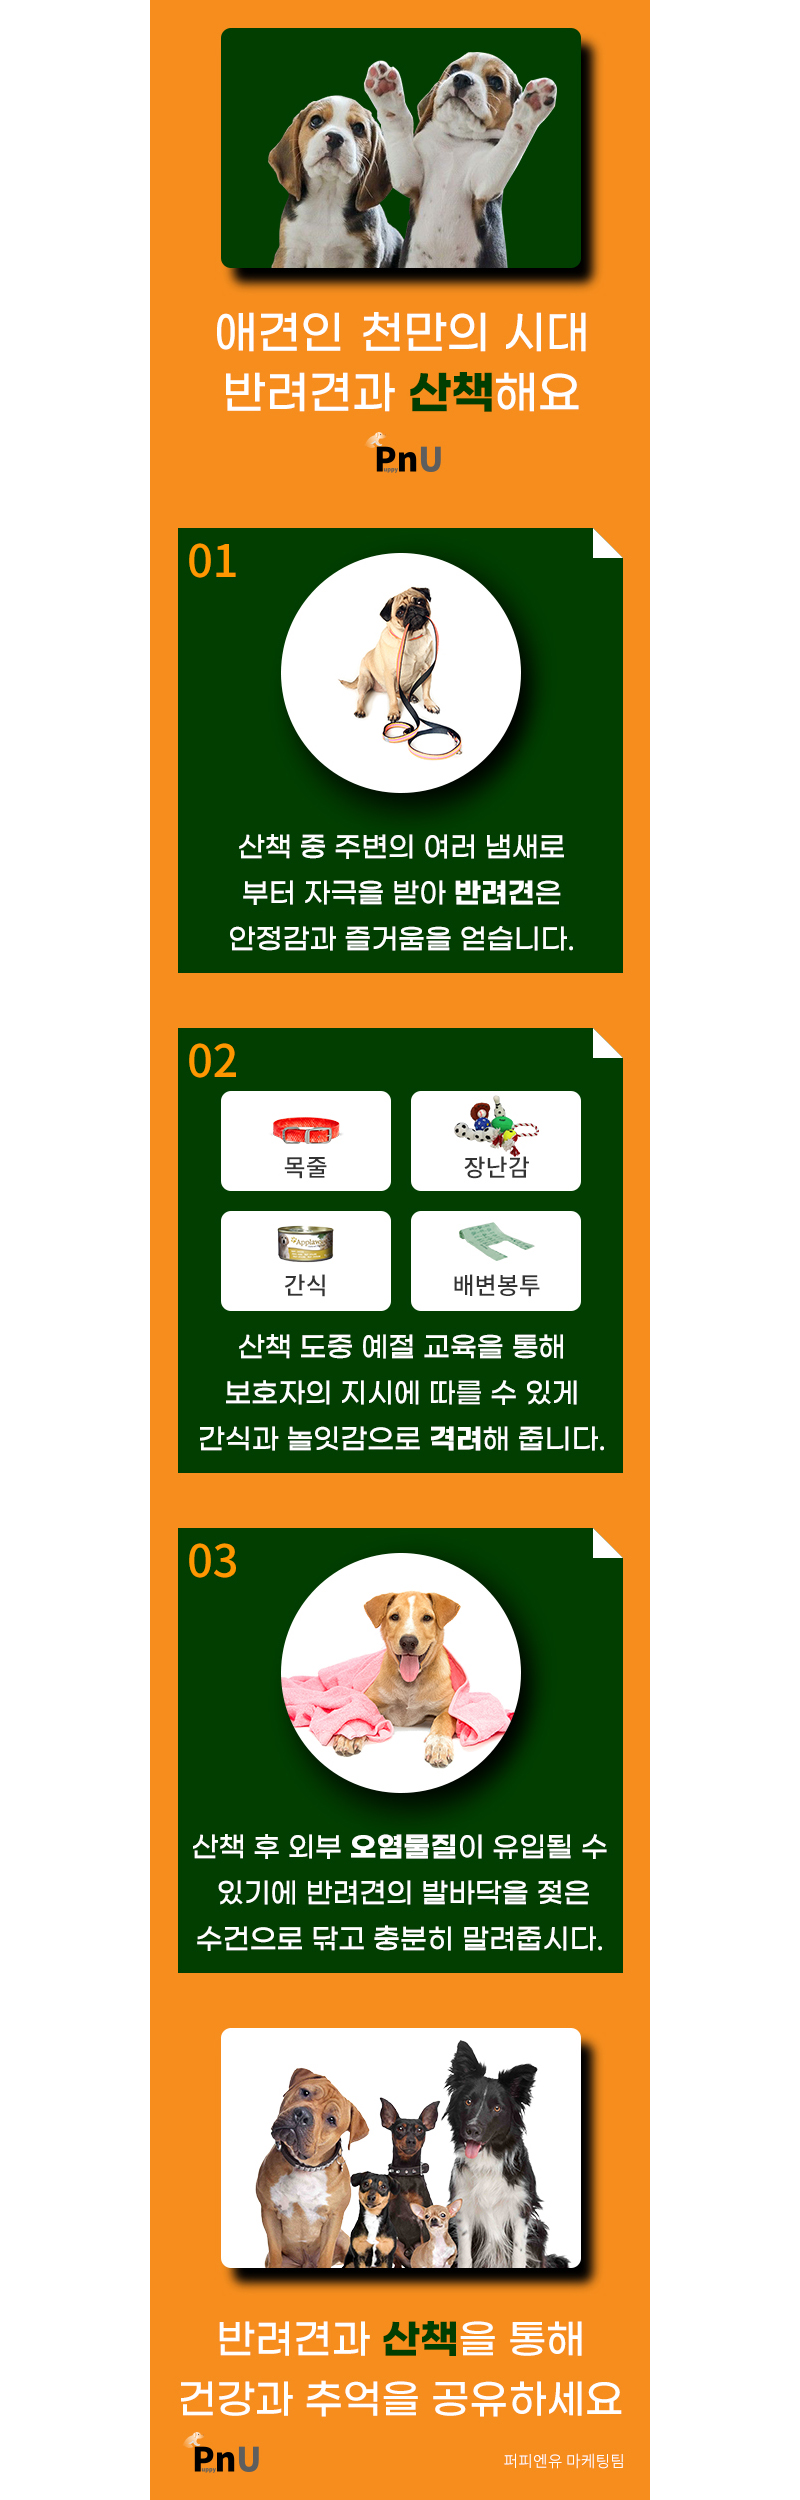 애견인 천만의 시대
반려견과 산책해요
PnU
uppy
01
산책 중 주변의 여러 냄새로
부터 자극을 받아 반려견은
안정감과 즐거움을 얻습니다.
02
목줄
장난감
Applaws
간식
배변봉투
산책 도중 예절 교육을 통해
보호자의 지시에 따를 수 있게
간식과 놀잇감으로 격려해 줍니다.
03
산책 후 외부 오염물질이 유입될 수
있기에 반려견의 발바닥을 젖은
수건으로 닦고 충분히 말려줍시다.
반려견과 산책을 통해
건강과 추억을 공유하세요
PnU
uppy
퍼피엔유 마케팅팀